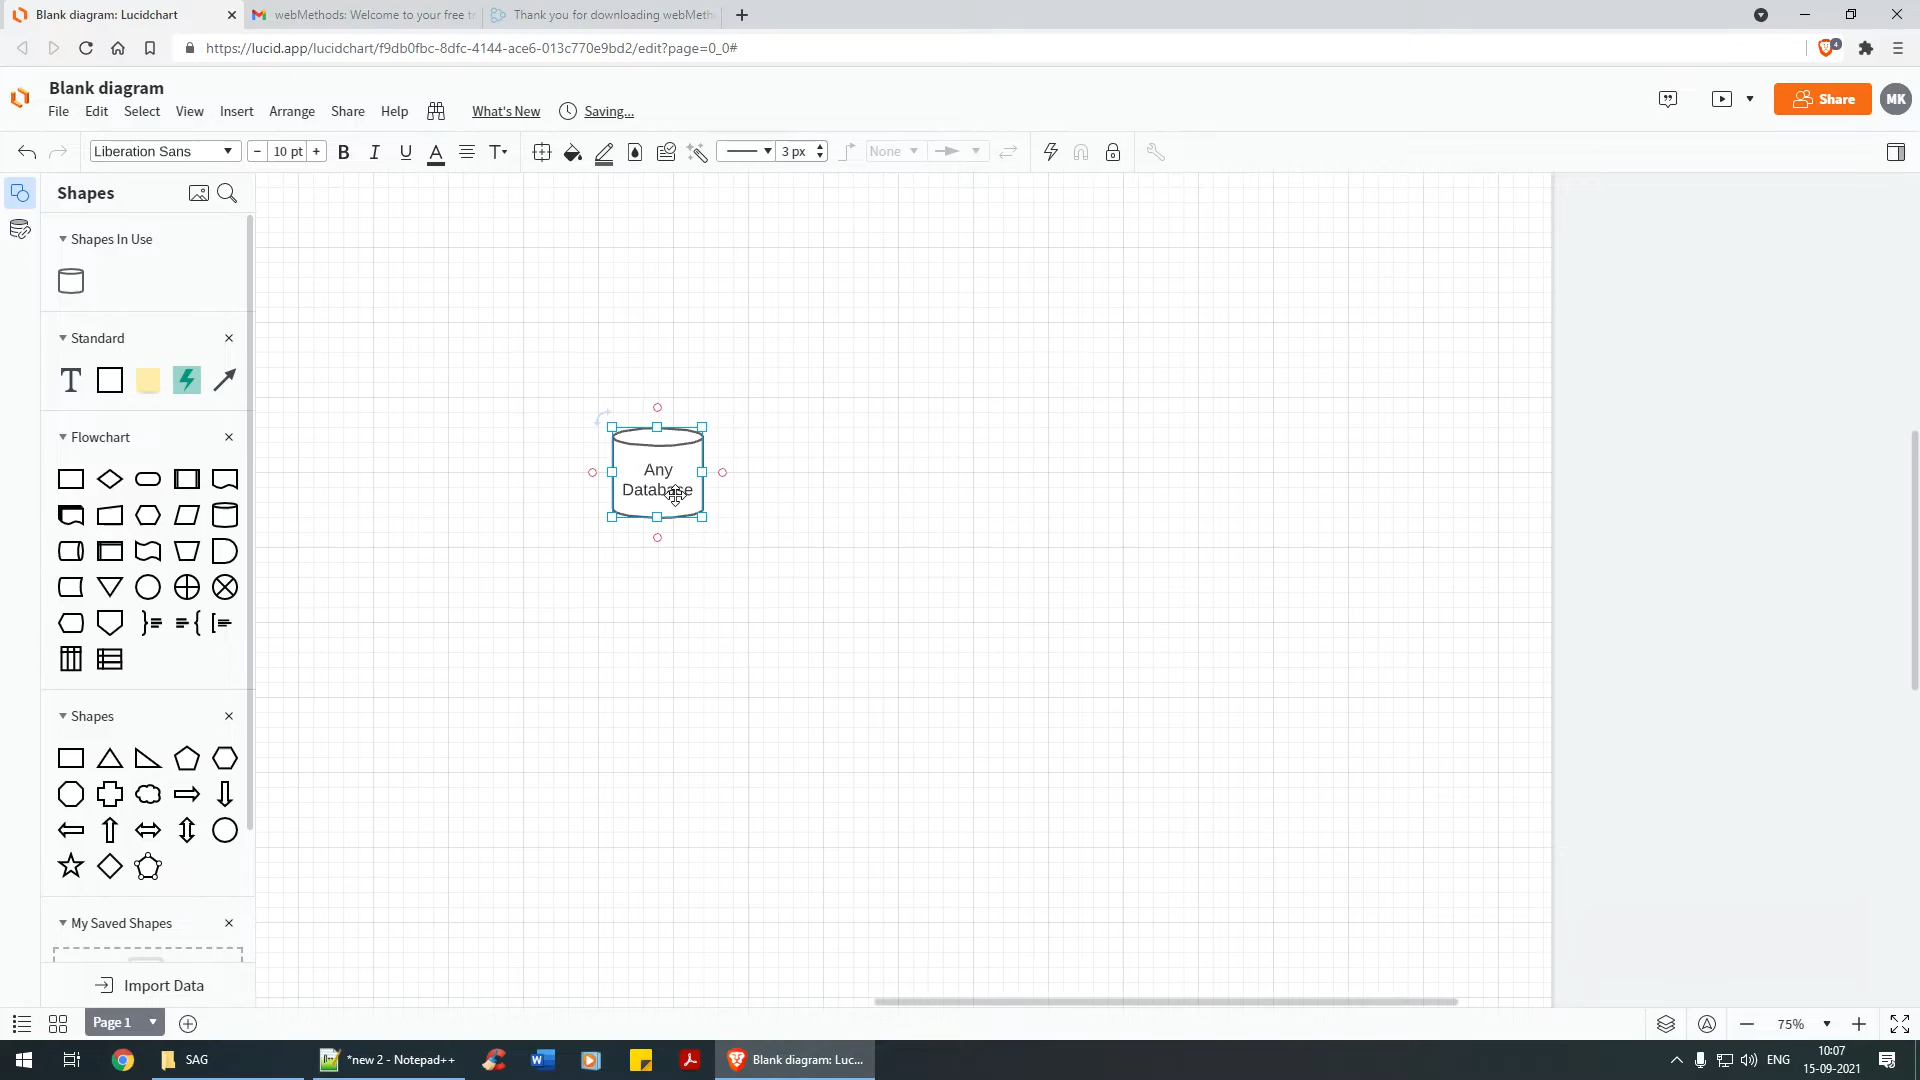 Blank diagram: Lucidchart
webMethods: Welcome to your free t
Thank you for downloading webMeth
https://lucid.app/lucidchart/f9db0fbc-8dfc-4144-ace6-013c770e9bd2/edit?page=0_0#
4
Blank diagram
File Edit Select View Insert Arrange Share Help What's New Saving...
Share
MK
Liberation Sans
10 pt
3 px
None
Shapes
Shapes In Use
Standard
Flowchart
Shapes
My Saved Shapes
Import Data
Any
Database
Page 1
75%
SAG
*new 2 - Notepad++
Blank diagram: Luc...
ENG
10:07
15-09-2021